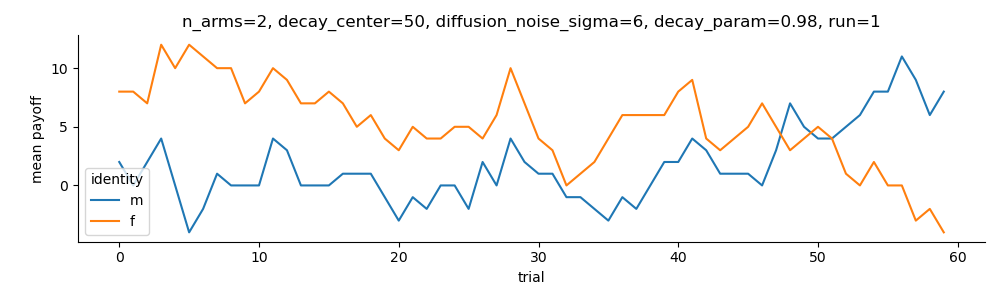 n_arms=2, decay_center=50, diffusion_noise_sigma=6, decay_param=0.98, run=1
mean payoff
10
5
0
identity
m
f
0 10 20 30 40 50 60
trial